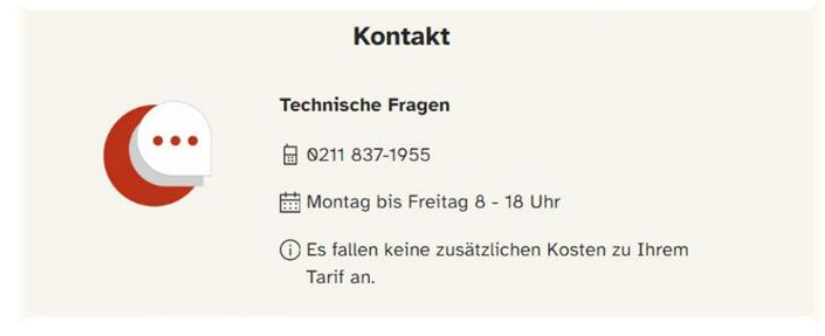 Kontakt
Technische Fragen
0211 837-1955
Montag bis Freitag 8 - 18 Uhr
Es fallen keine zusätzlichen Kosten zu Ihrem
Tarif an.